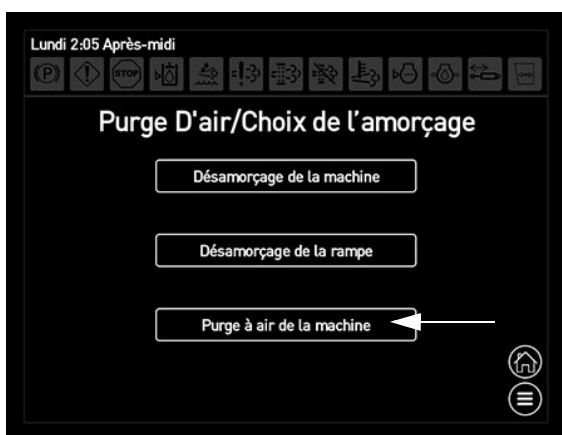 Lundi 2:05 Après-midi
(P) STOP
Purge D'air/Choix de l'amorçage
Désamorçage de la machine
Désamorçage de la rampe
Purge à air de la machine